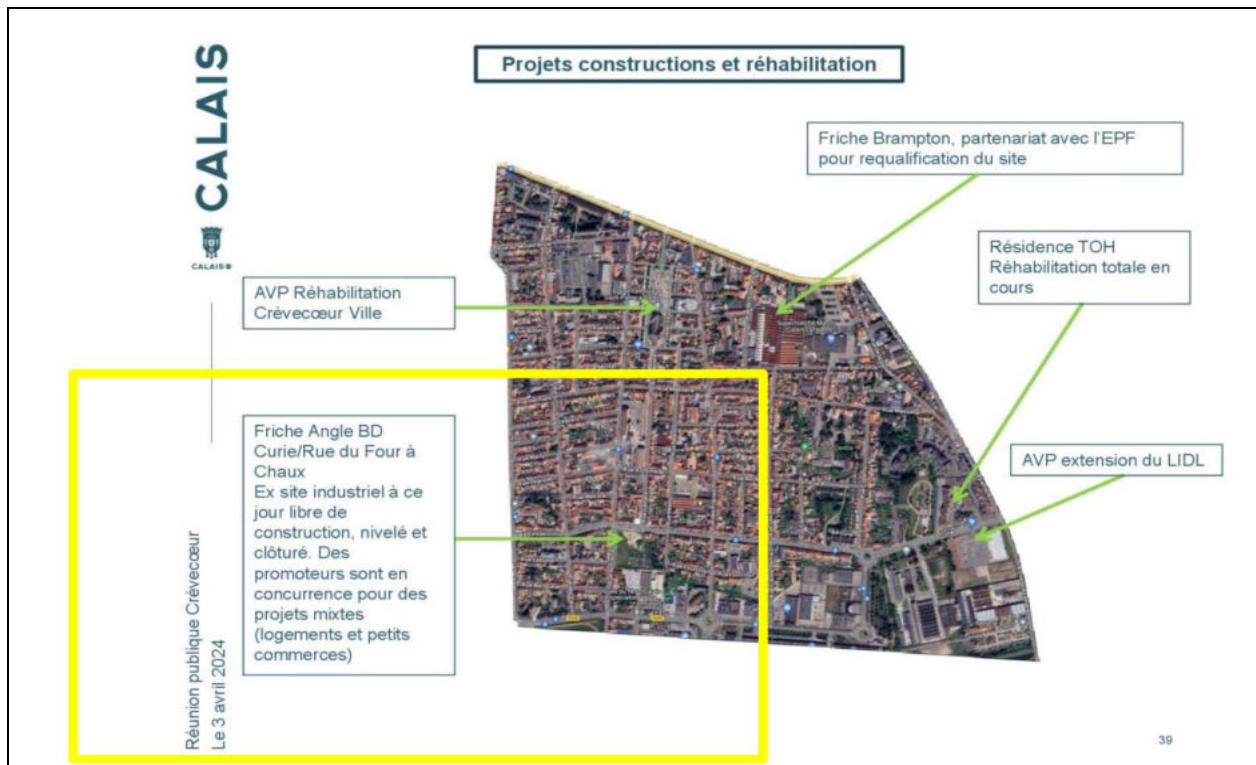 CALAIS
CALAIS
Projets constructions et réhabilitation
Friche Brampton, partenariat avec l'EPF
pour requalification du site
Résidence TOH
Réhabilitation totale en
cours
AVP Réhabilitation
Crévecœur Ville
Friche Angle BD
Curie/Rue du Four à
Chaux
Ex site industriel à ce
jour libre de
construction, nivelé et
clôturé. Des
promoteurs sont en
concurrence pour des
projets mixtes
(logements et petits
commerces)
AVP extension du LIDL
Réunion publique Crévecœur
Le 3 avril 2024
39